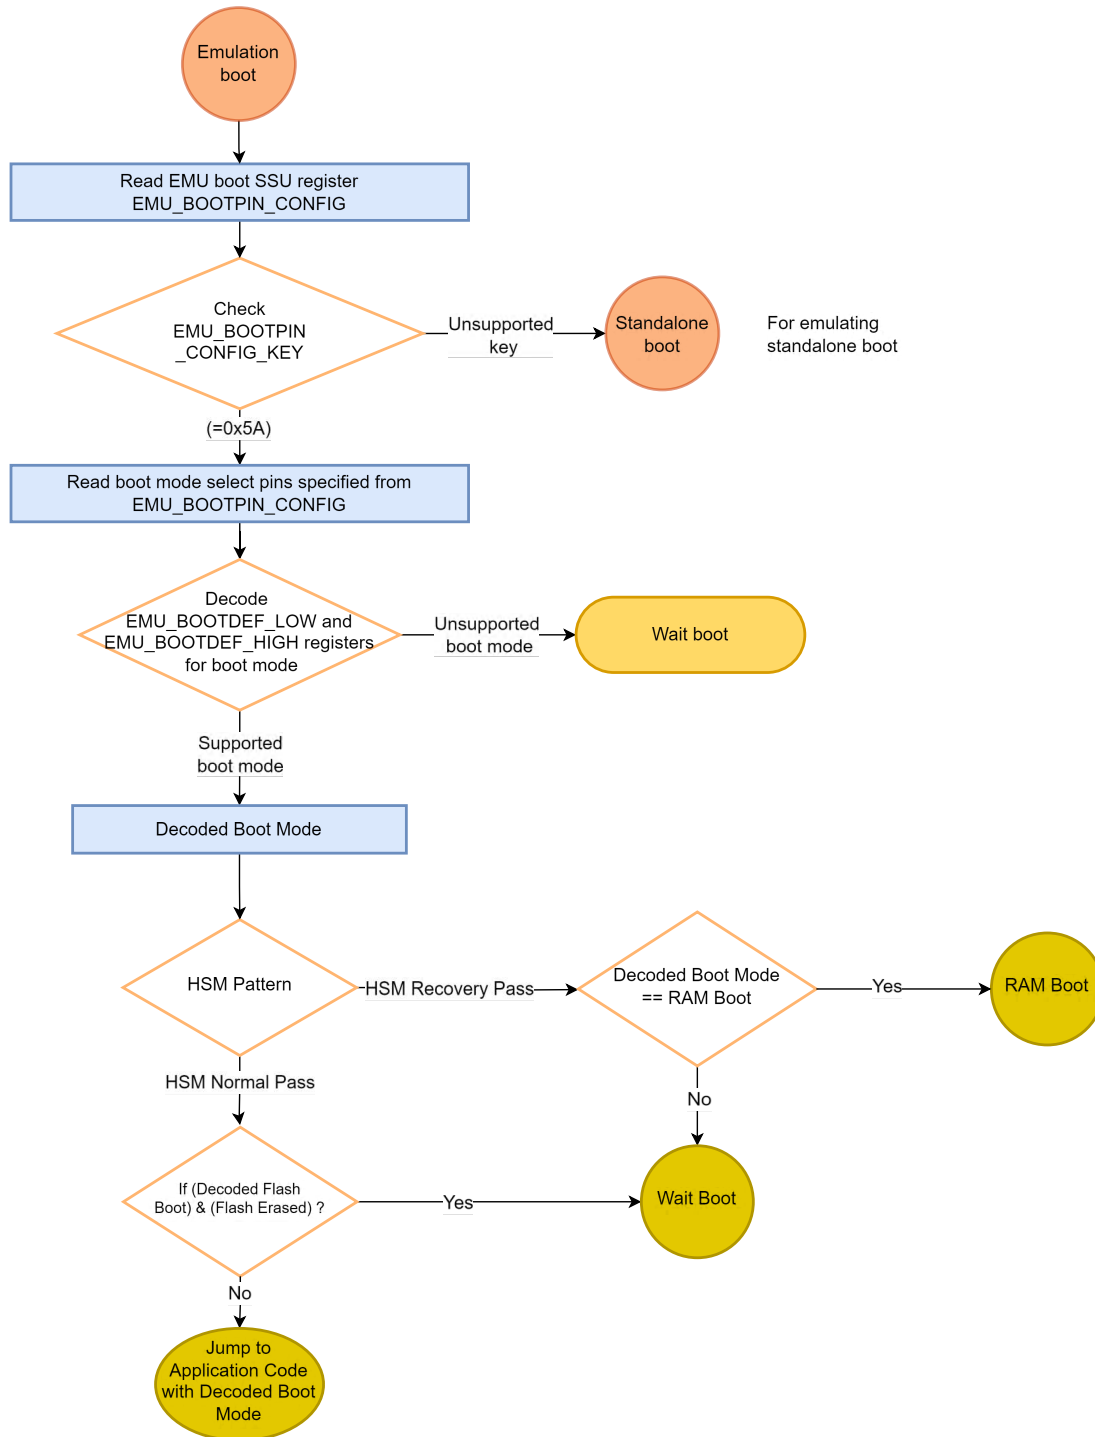 Emulation
boot
Read EMU boot SSU register
EMU_BOOTPIN_CONFIG
Check
EMU_BOOTPIN
_CONFIG_KEY
Unsupported
key
Standalone
boot
For emulating
standalone boot
(=0x5A)
Read boot mode select pins specified from
EMU_BOOTPIN_CONFIG
Decode
EMU_BOOTDEF_LOW and
EMU_BOOTDEF_HIGH registers
for boot mode
Unsupported
boot mode
Wait boot
Supported
boot mode
Decoded Boot Mode
HSM Pattern
HSM Recovery Pass
Decoded Boot Mode
== RAM Boot
Yes
RAM Boot
HSM Normal Pass
No
If (Decoded Flash
Boot) & (Flash Erased) ?
Yes
Wait Boot
No
Jump to
Application Code
with Decoded Boot
Mode